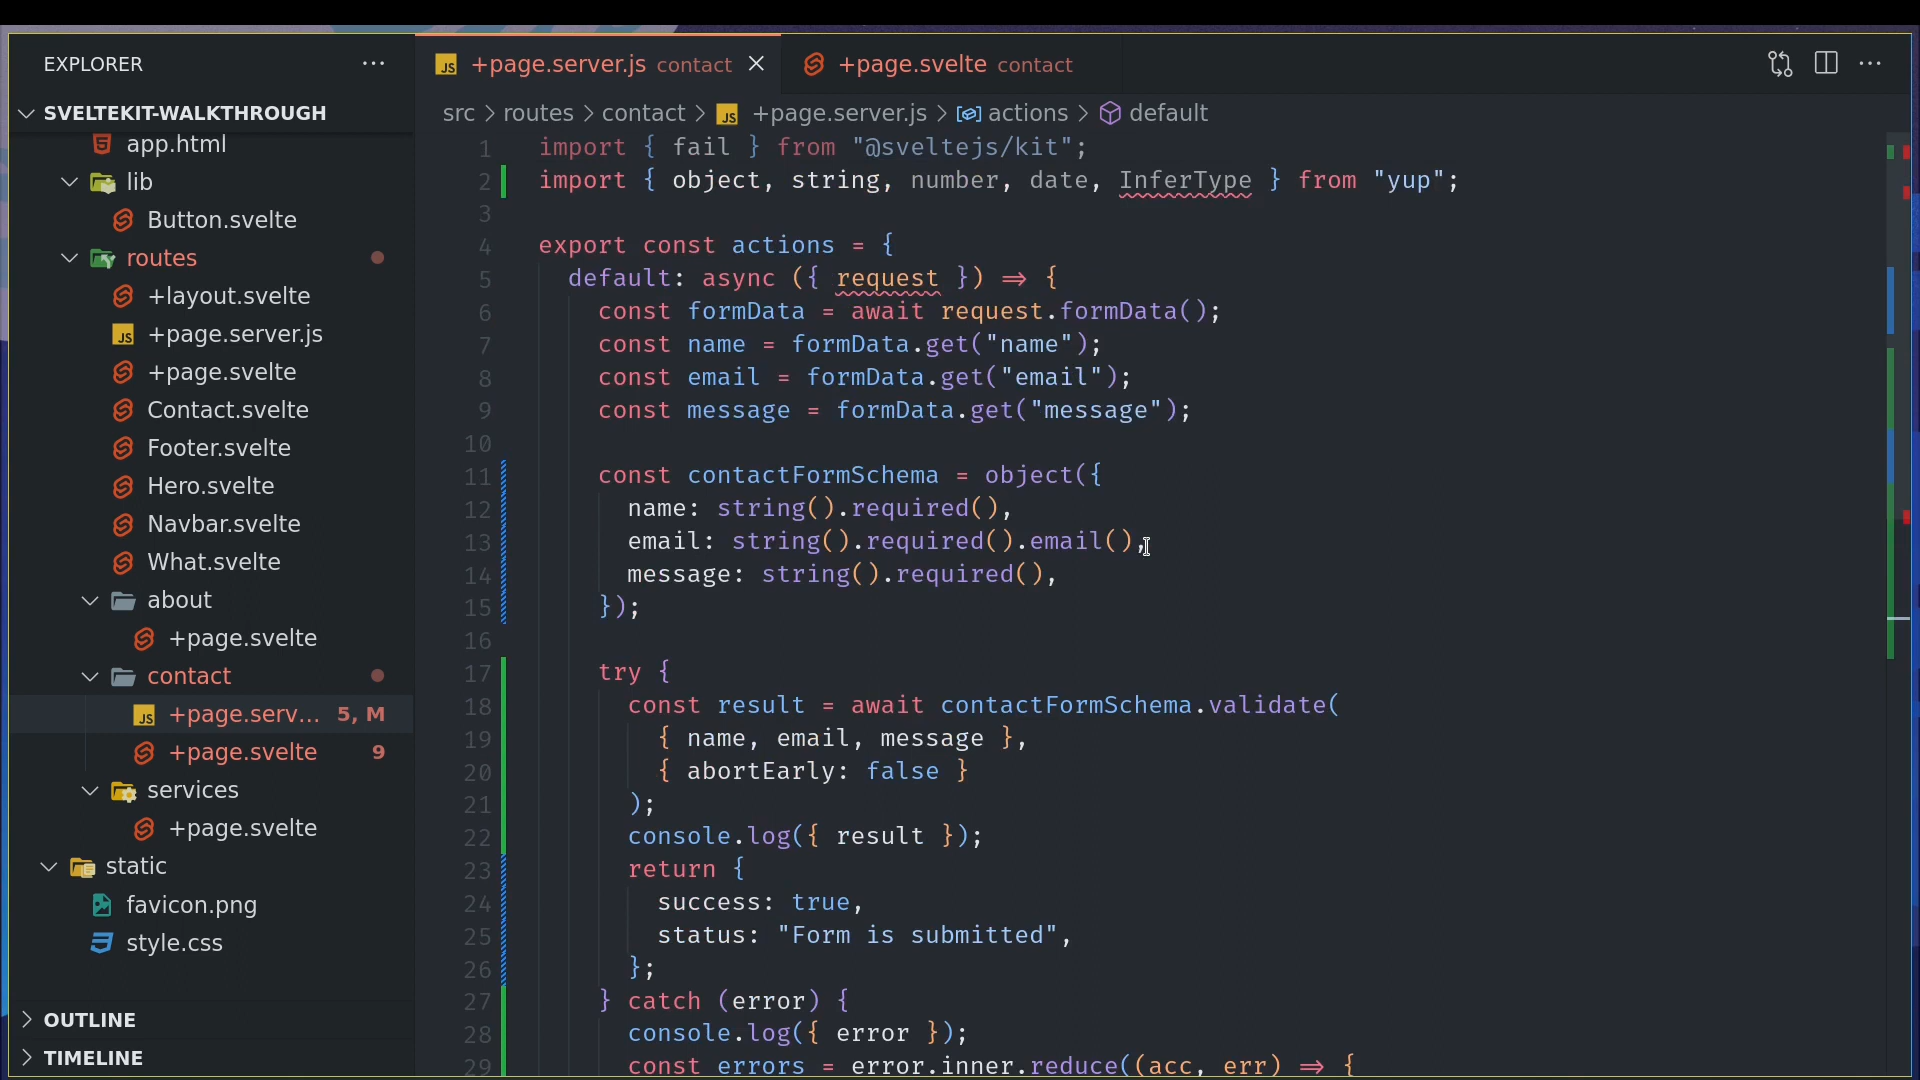 EXPLORER
SVELTEKIT-WALKTHROUGH
app.html
lib
Button.svelte
routes
+layout.svelte
+page.server.js
+page.svelte
Contact.svelte
Footer.svelte
Hero.svelte
Navbar.svelte
What.svelte
about
+page.svelte
contact
+page.serv... 5, M
+page.svelte 9
services
+page.svelte
static
favicon.png
style.css
OUTLINE
TIMELINE
+page.server.js contact
+page.svelte contact
src > routes > contact > +page.server.js > actions > default
1 import { fail } from "@sveltejs/kit";
2 import { object, string, number, date, InferType } from "yup";
3
4 export const actions = {
5 default: async ({ request }) ⇒ {
6 const formData = await request.formData();
7 const name = formData.get("name");
8 const email = formData.get("email");
9 const message = formData.get("message");
10
11 const contactFormSchema = object({
12 name: string().required(),
13 email: string().required().email(),
14 message: string().required(),
15 });
16
17 try {
18 const result = await contactFormSchema.validate(
19 { name, email, message },
20 { abortEarly: false }
21 );
22 console.log({ result });
23 return {
24 success: true,
25 status: "Form is submitted",
26 };
27 } catch (error) {
28 console.log({ error });
29 const errors = error.inner.reduce((acc, err) ⇒ {